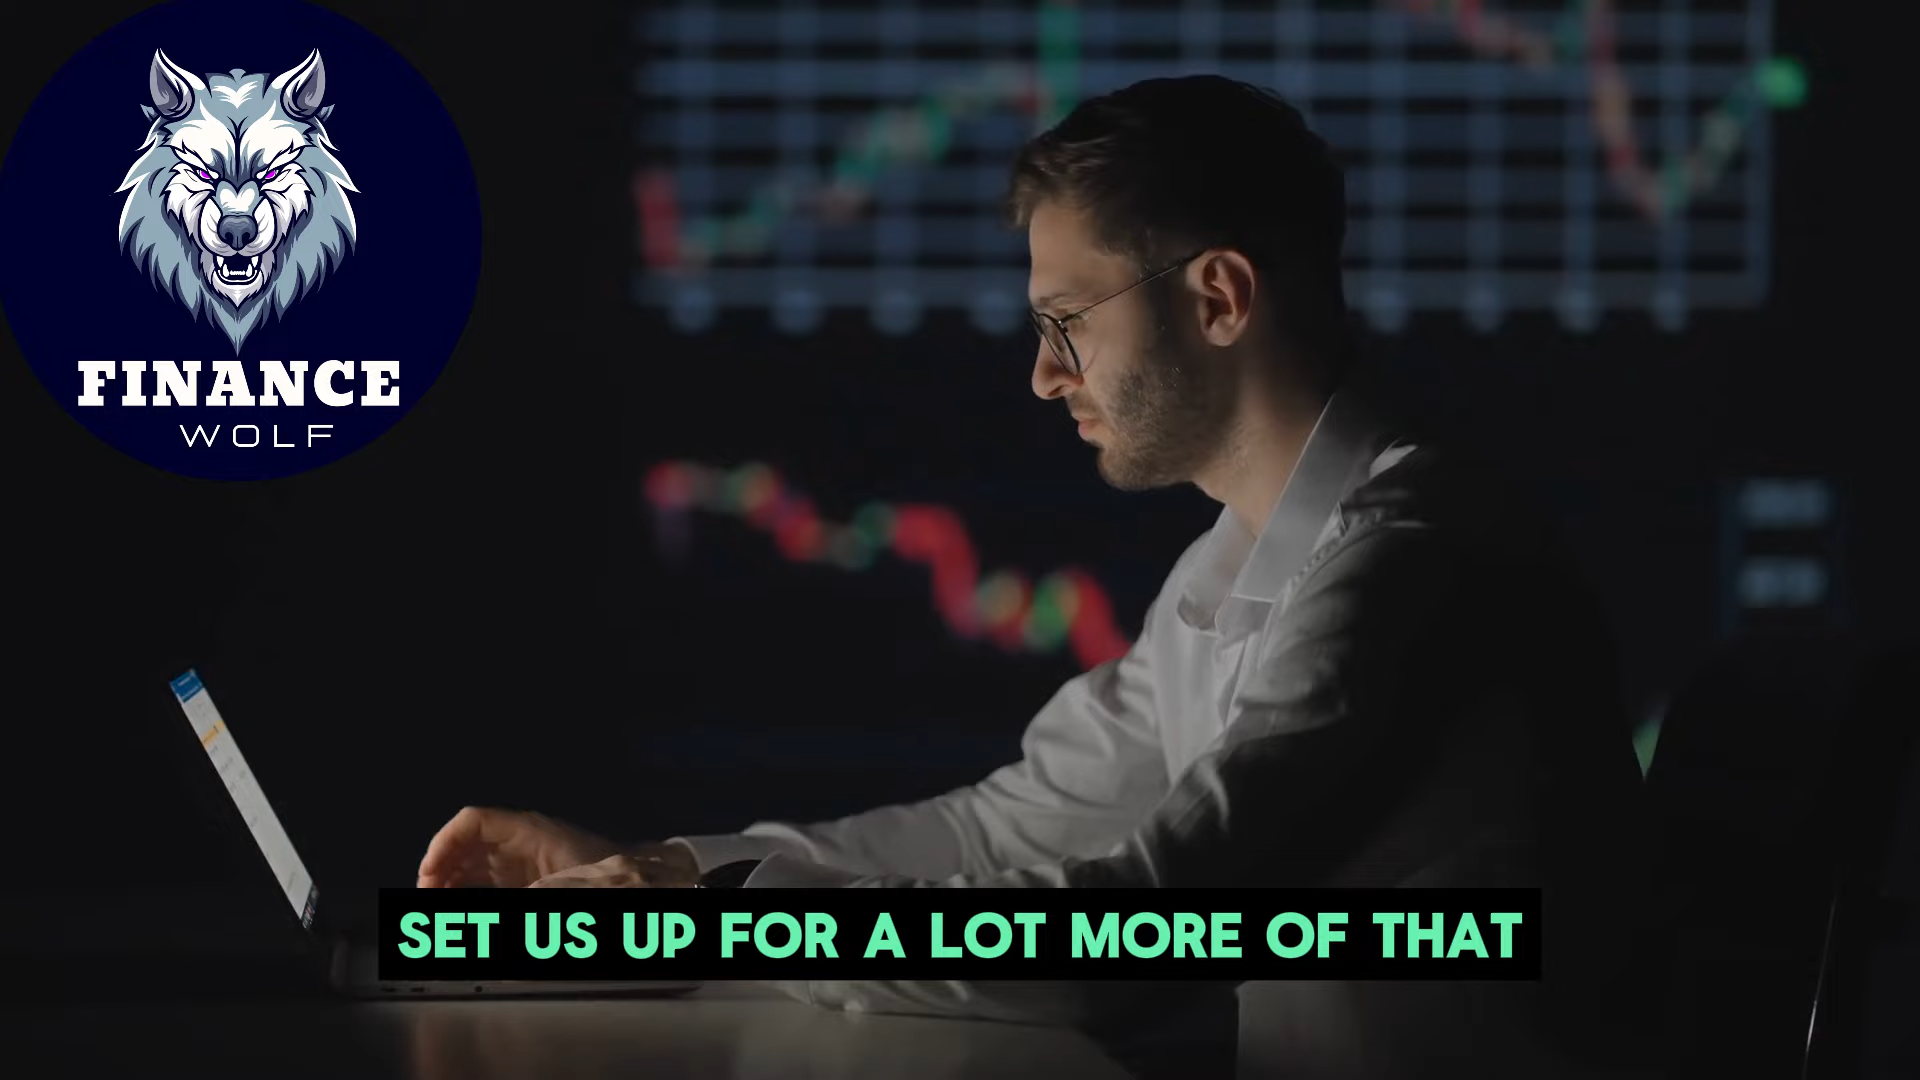 FINANCE
WOLF
SET US UP FOR A LOT MORE OF THAT